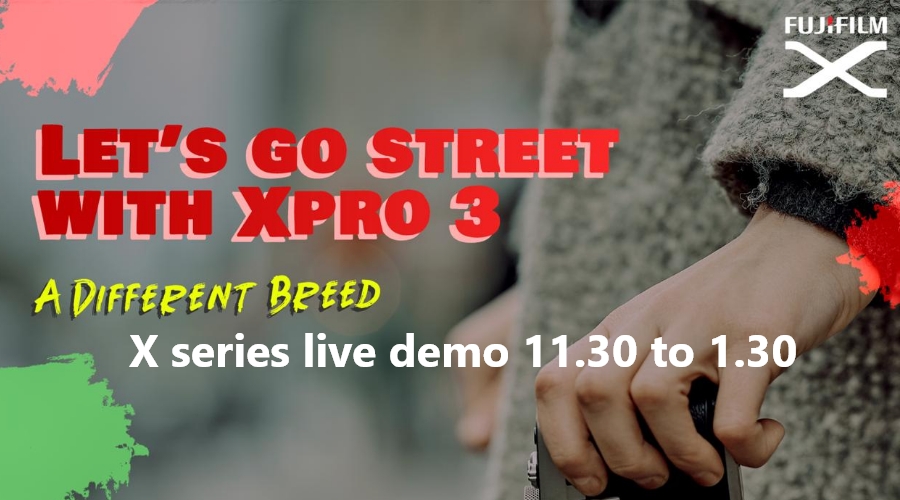 FUJIFILM
X
Let's go street
with Xpro 3
A Different Breed
X series live demo 11.30 to 1.30